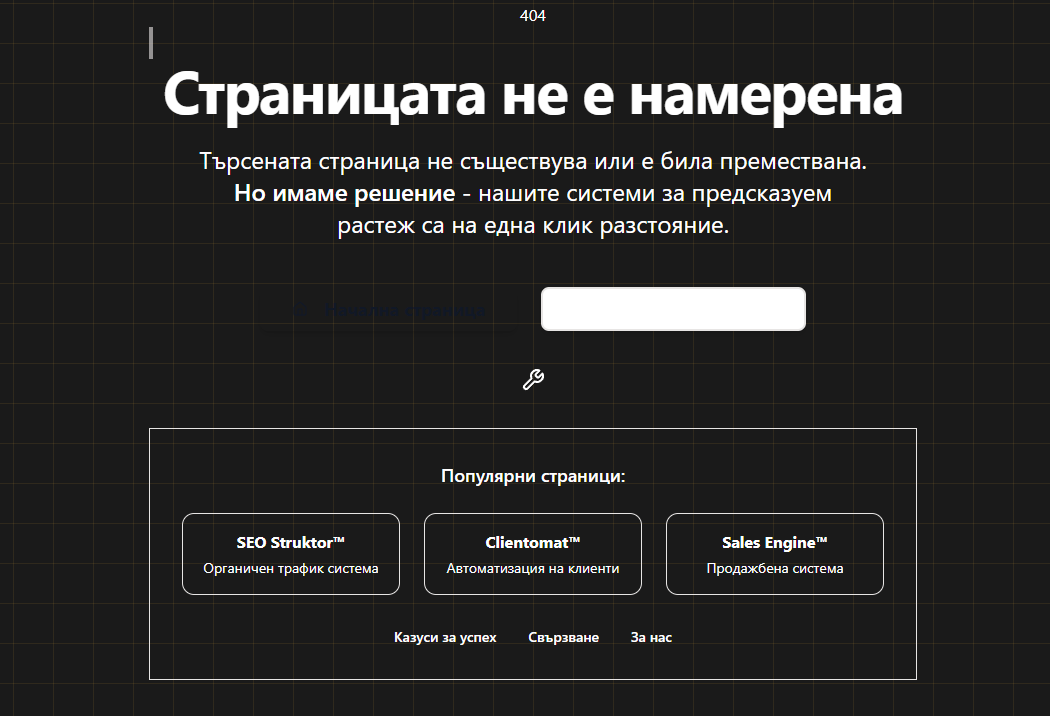 404
Страницата не е намерена
Търсената страница не съществува или е била премествана.
Но имаме решение - нашите системи за предсказуем
растеж са на една клик разстояние.
Популярни страници:
SEO Struktor™
Органичен трафик система
Clientomat™
Автоматизация на клиенти
Sales Engine™
Продажбена система
Казуси за успех
Свързване
За нас